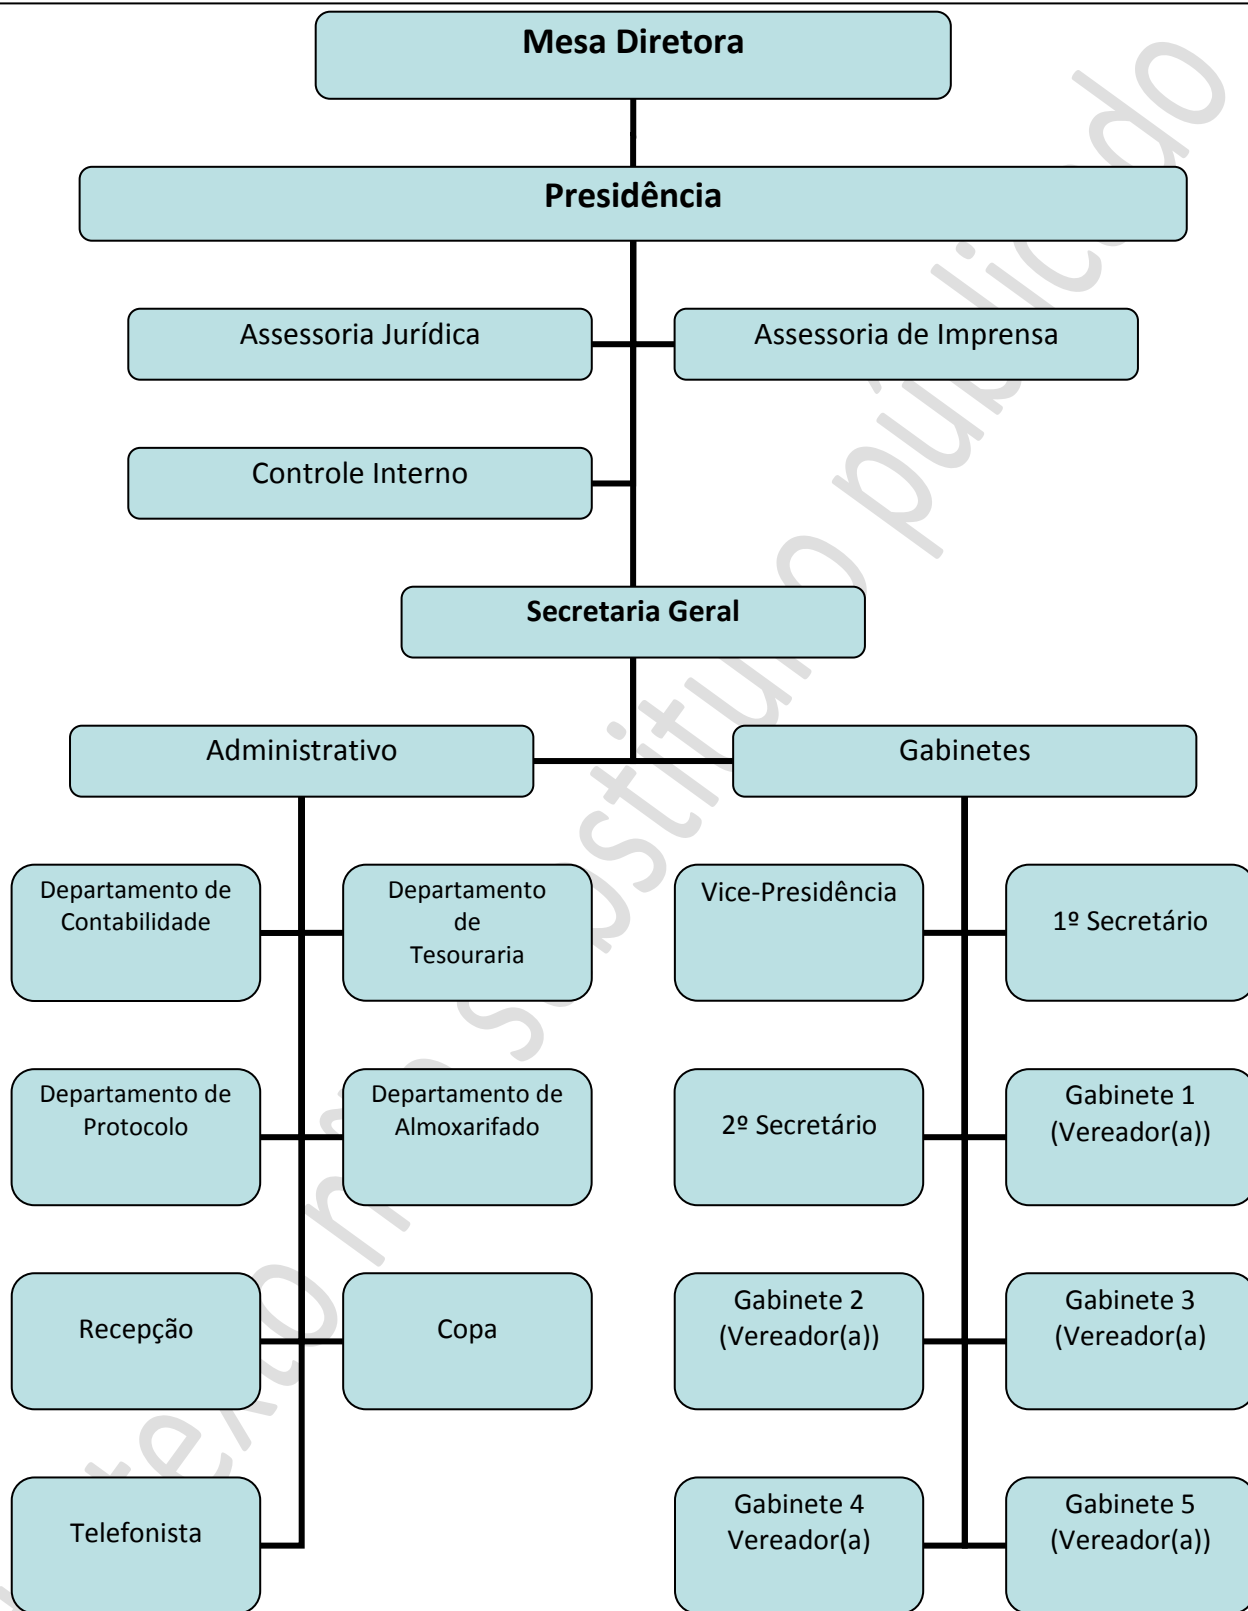 Mesa Diretora
Presidência
Assessoria Jurídica
Assessoria de Imprensa
Controle Interno
Secretaria Geral
Administrativo
Gabinetes
Departamento de
Contabilidade
Departamento
de
Tesouraria
Vice-Presidência
1º Secretário
Departamento de
Protocolo
Departamento de
Almoxarifado
2º Secretário
Gabinete 1
(Vereador(a))
Recepção
Copa
Gabinete 2
(Vereador(a))
Gabinete 3
(Vereador(a)
Telefonista
Gabinete 4
Vereador(a)
Gabinete 5
(Vereador(a))
texto
público